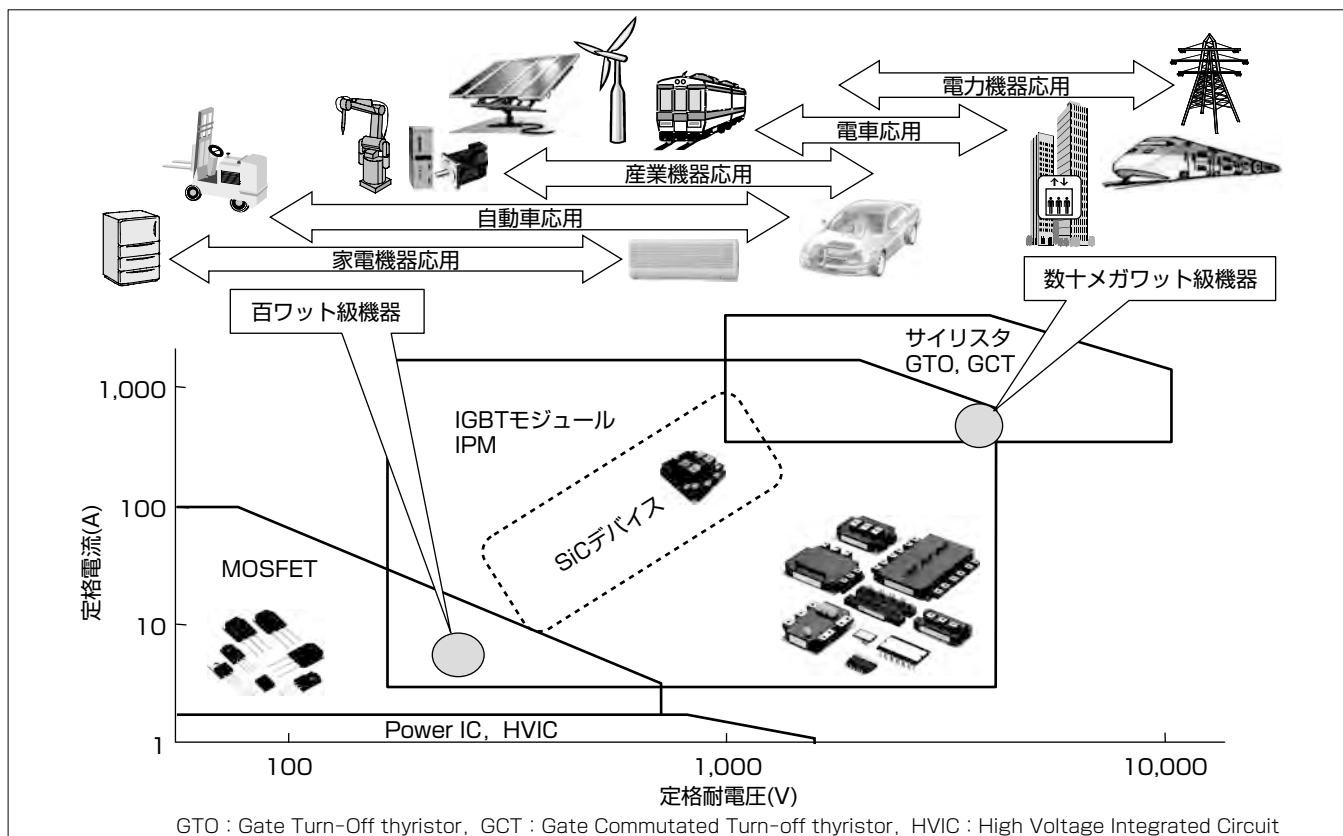 電力機器応用
電車応用
産業機器応用
自動車応用
家電機器応用
百ワット級機器
数十メガワット級機器
サイリスタ
GTO, GCT
IGBTモジュール
IPM
SiCデバイス
MOSFET
Power IC, HVIC
定格電流(A)
1,000
100
10
1
100
1,000
10,000
定格耐電圧(V)
GTO:Gate Turn-Off thyristor, GCT:Gate Commutated Turn-off thyristor, HVIC:High Voltage Integrated Circuit